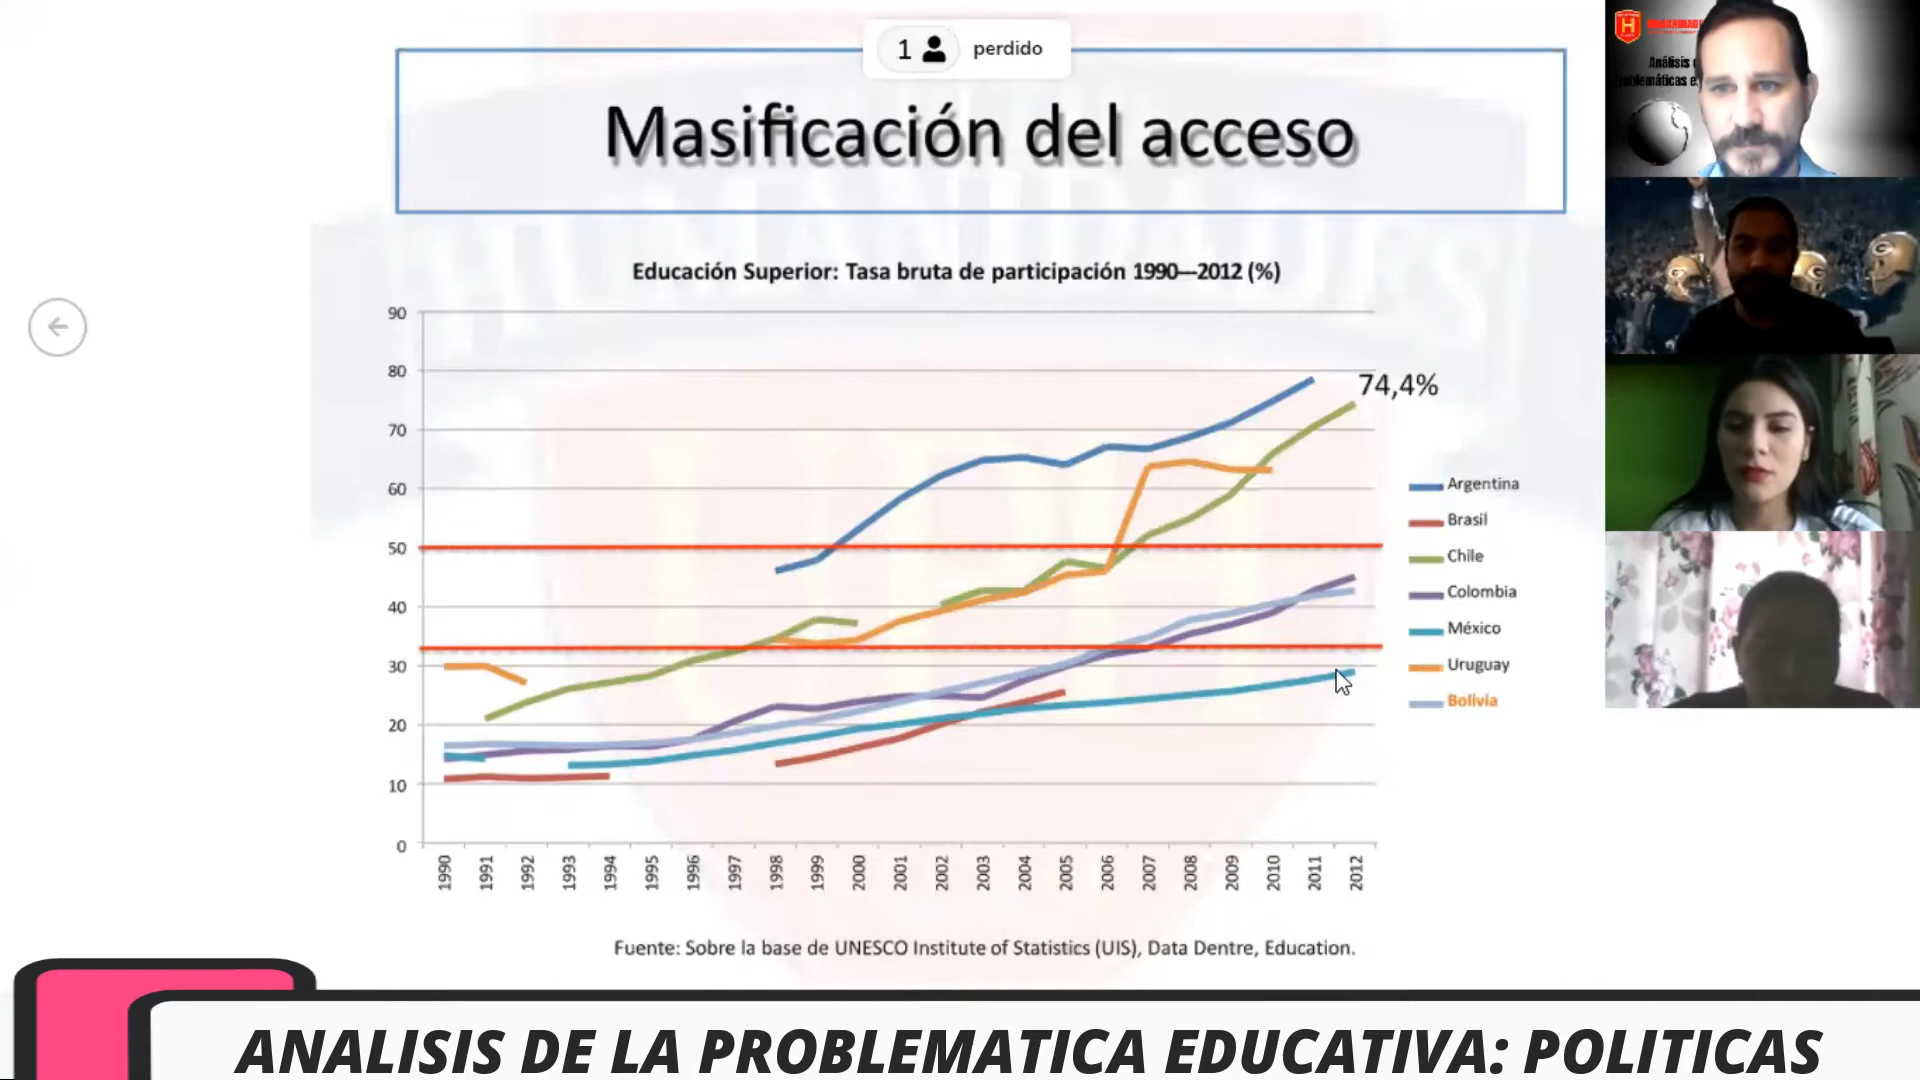 1 perdido
Masificación del acceso
Educación Superior: Tasa bruta de participación 1990—2012 (%)
90
80
70
60
50
40
30
20
10
0
74,4%
1990 1991 1992 1993 1994 1995 1996 1997 1998 1999 2000 2001 2002 2003 2004 2005 2006 2007 2008 2009 2010 2011 2012
Argentina
Brasil
Chile
Colombia
México
Uruguay
Bolivia
Fuente: Sobre la base de UNESCO Institute of Statistics (UIS), Data Dentre, Education.
Análisis
ANALISIS DE LA PROBLEMATICA EDUCATIVA: POLITICAS